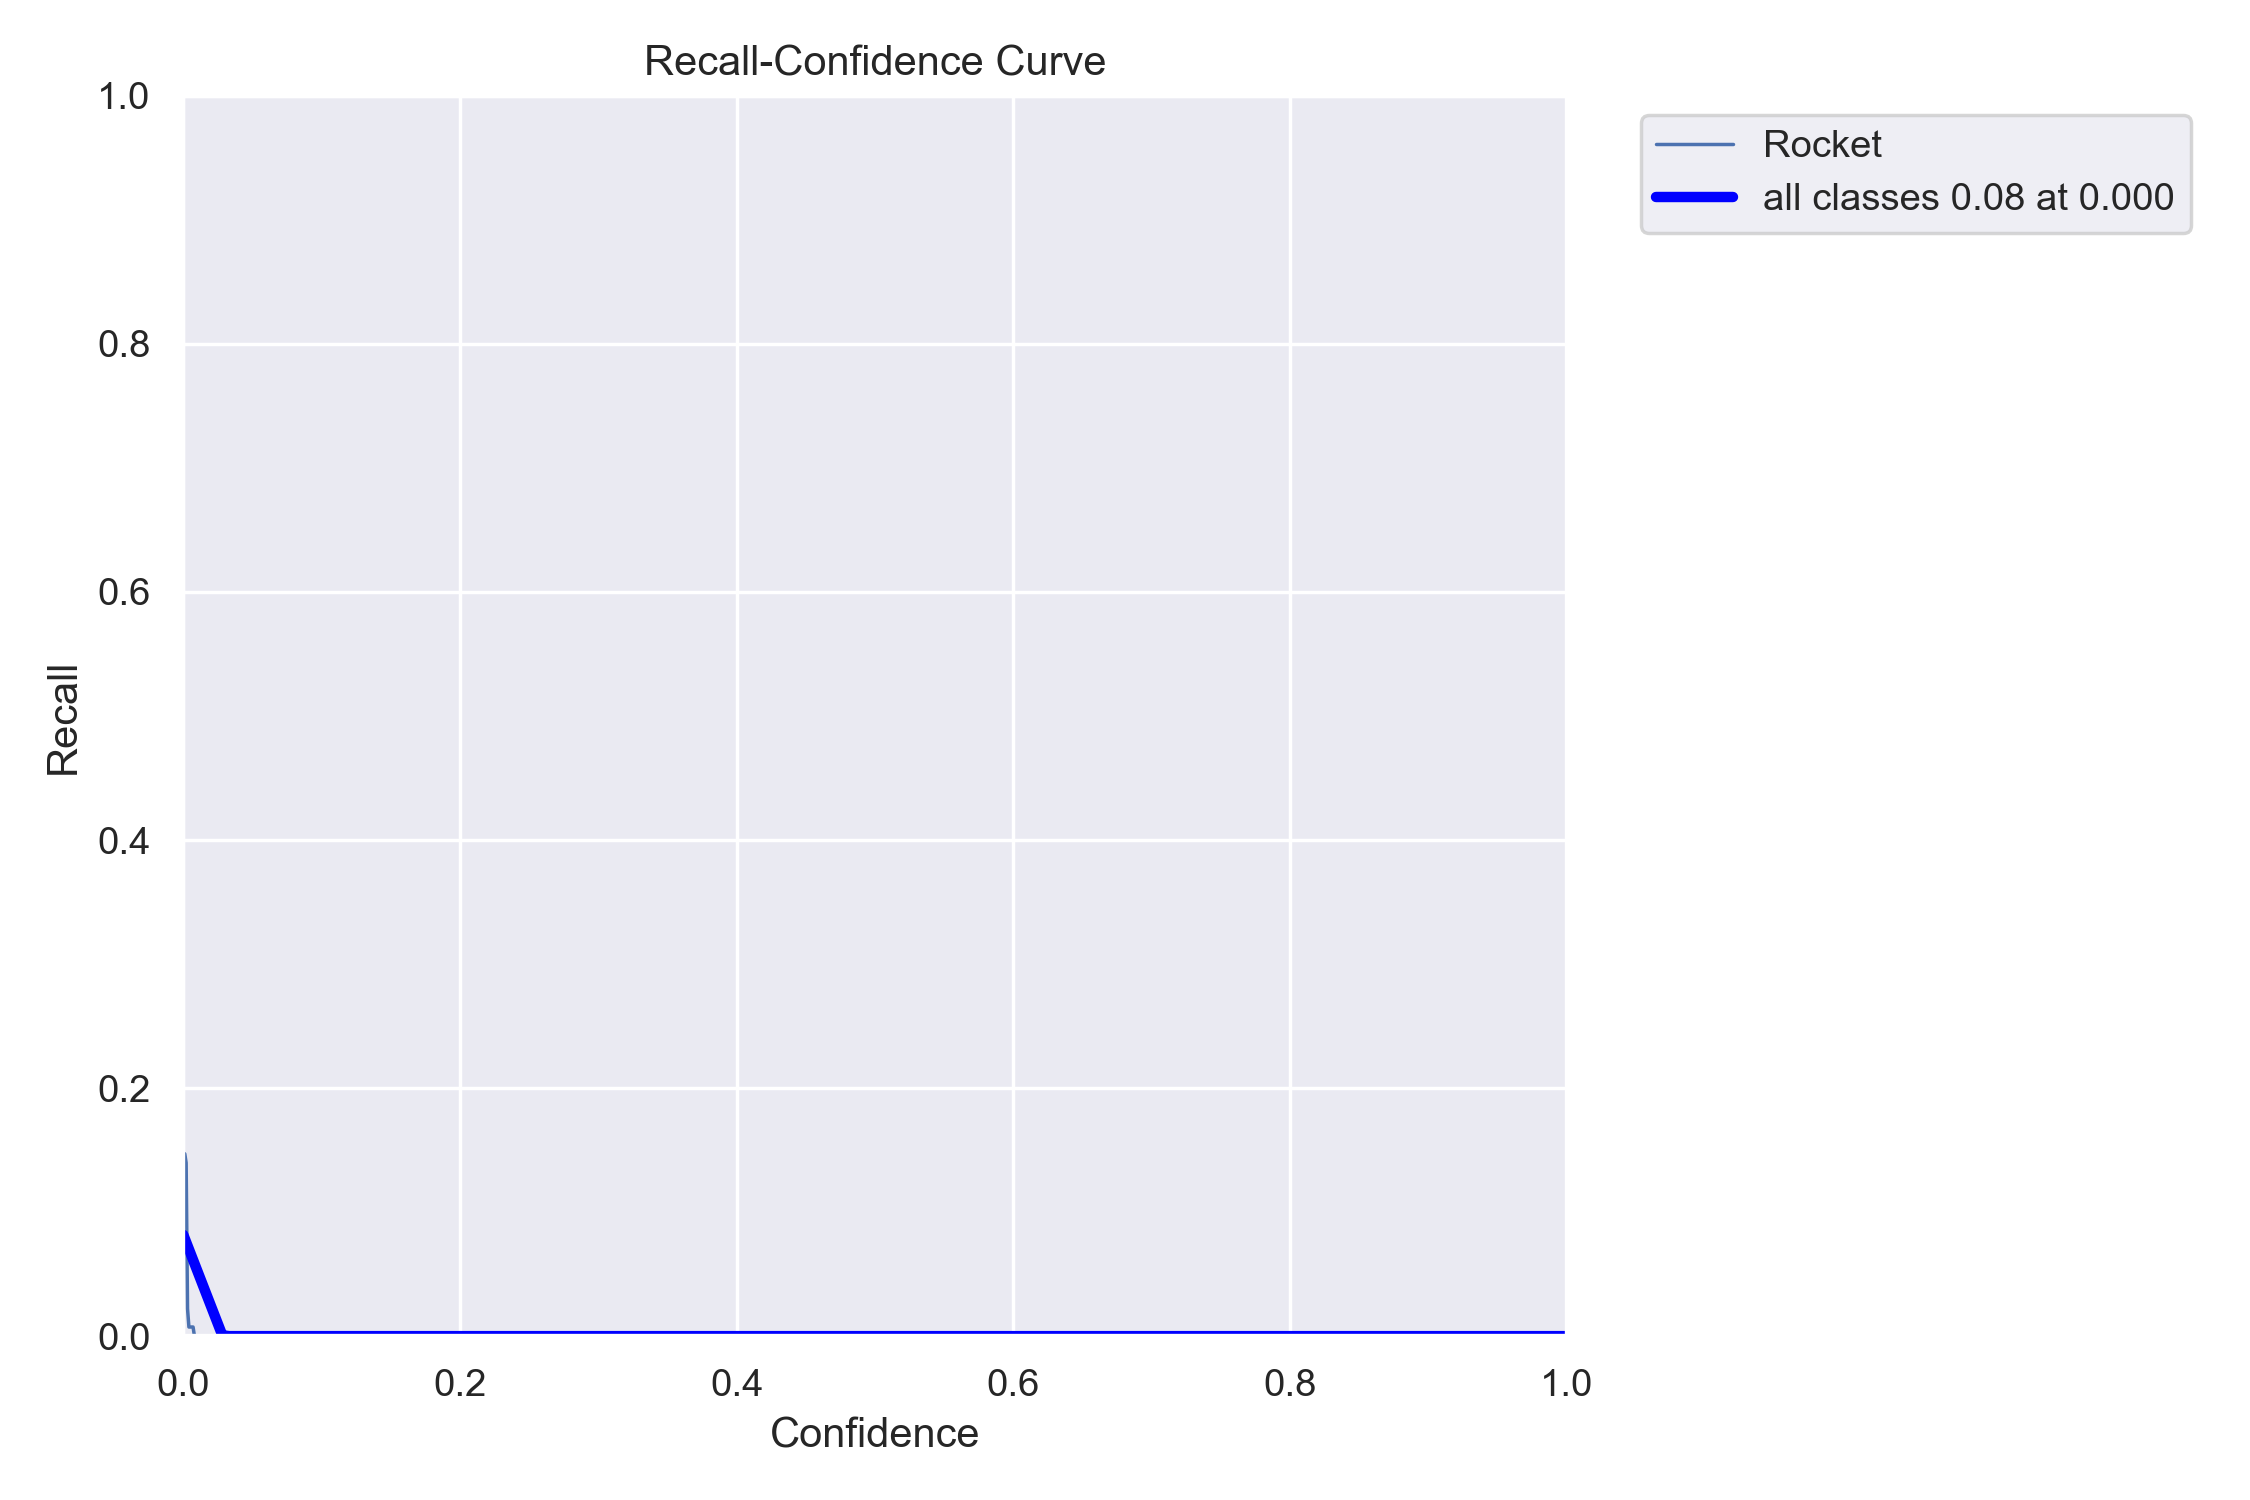 Recall-Confidence Curve
1.0
0.8
0.6
0.4
0.2
0.0
Recall
0.0 0.2 0.4 0.6 0.8 1.0
Confidence
Rocket
all classes 0.08 at 0.000